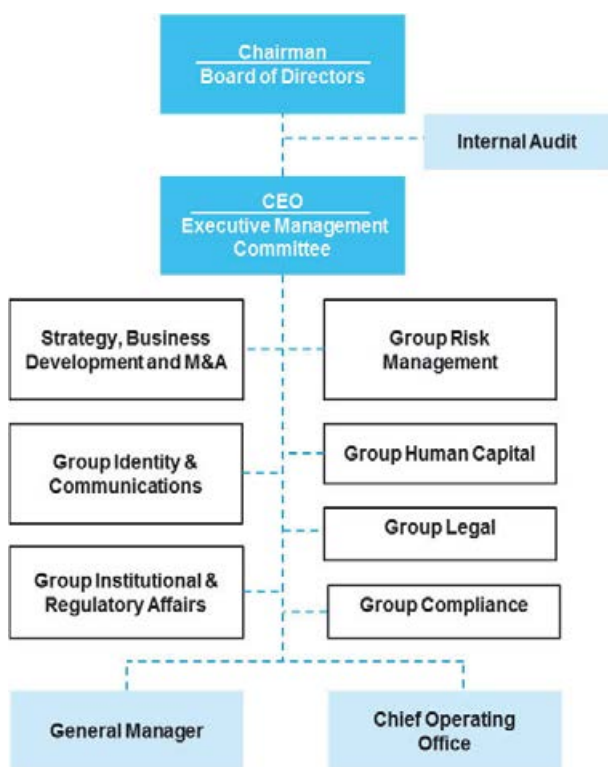 Chairman
Board of Directors
Internal Audit
CEO
Executive Management
Committee
Strategy, Business
Development and M&A
Group Risk
Management
Group Identity &
Communications
Group Human Capital
Group Legal
Group Institutional &
Regulatory Affairs
Group Compliance
General Manager
Chief Operating
Office